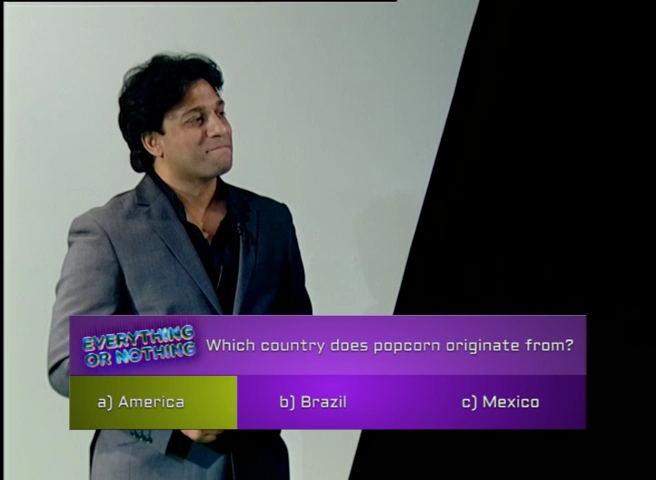 EVERYTHING
OR NOTHING
Which country does popcorn originate from?
a) America
b) Brazil
c) Mexico